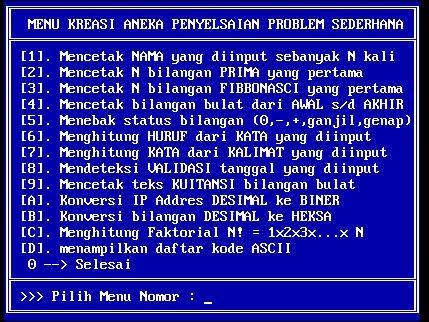 MENU KREASI ANEKA PENYELSAIAN PROBLEM SEDERHANA
[1]. Mencetak NAMA yang diinput sebanyak N kali
[2]. Mencetak N bilangan PRIMA yang pertama
[3]. Mencetak N bilangan FIBBONASCI yang pertama
[4]. Mencetak bilangan bulat dari AWAL s/d AKHIR
[5]. Menebak status bilangan (0,-,+,ganjil,genap)
[6]. Menghitung HURUF dari KATA yang diinput
[7]. Menghitung KATA dari KALIMAT yang diinput
[8]. Mendeteksi VALIDASI tanggal yang diinput
[9]. Mencetak teks KUITANSI bilangan bulat
[A]. Konversi IP Addres DESIMAL ke BINER
[B]. Konversi bilangan DESIMAL ke HEKSA
[C]. Menghitung Faktorial N! = 1x2x3x...x N
[D]. menampilkan daftar kode ASCII
0 --> Selesai
>>> Pilih Menu Nomor : _